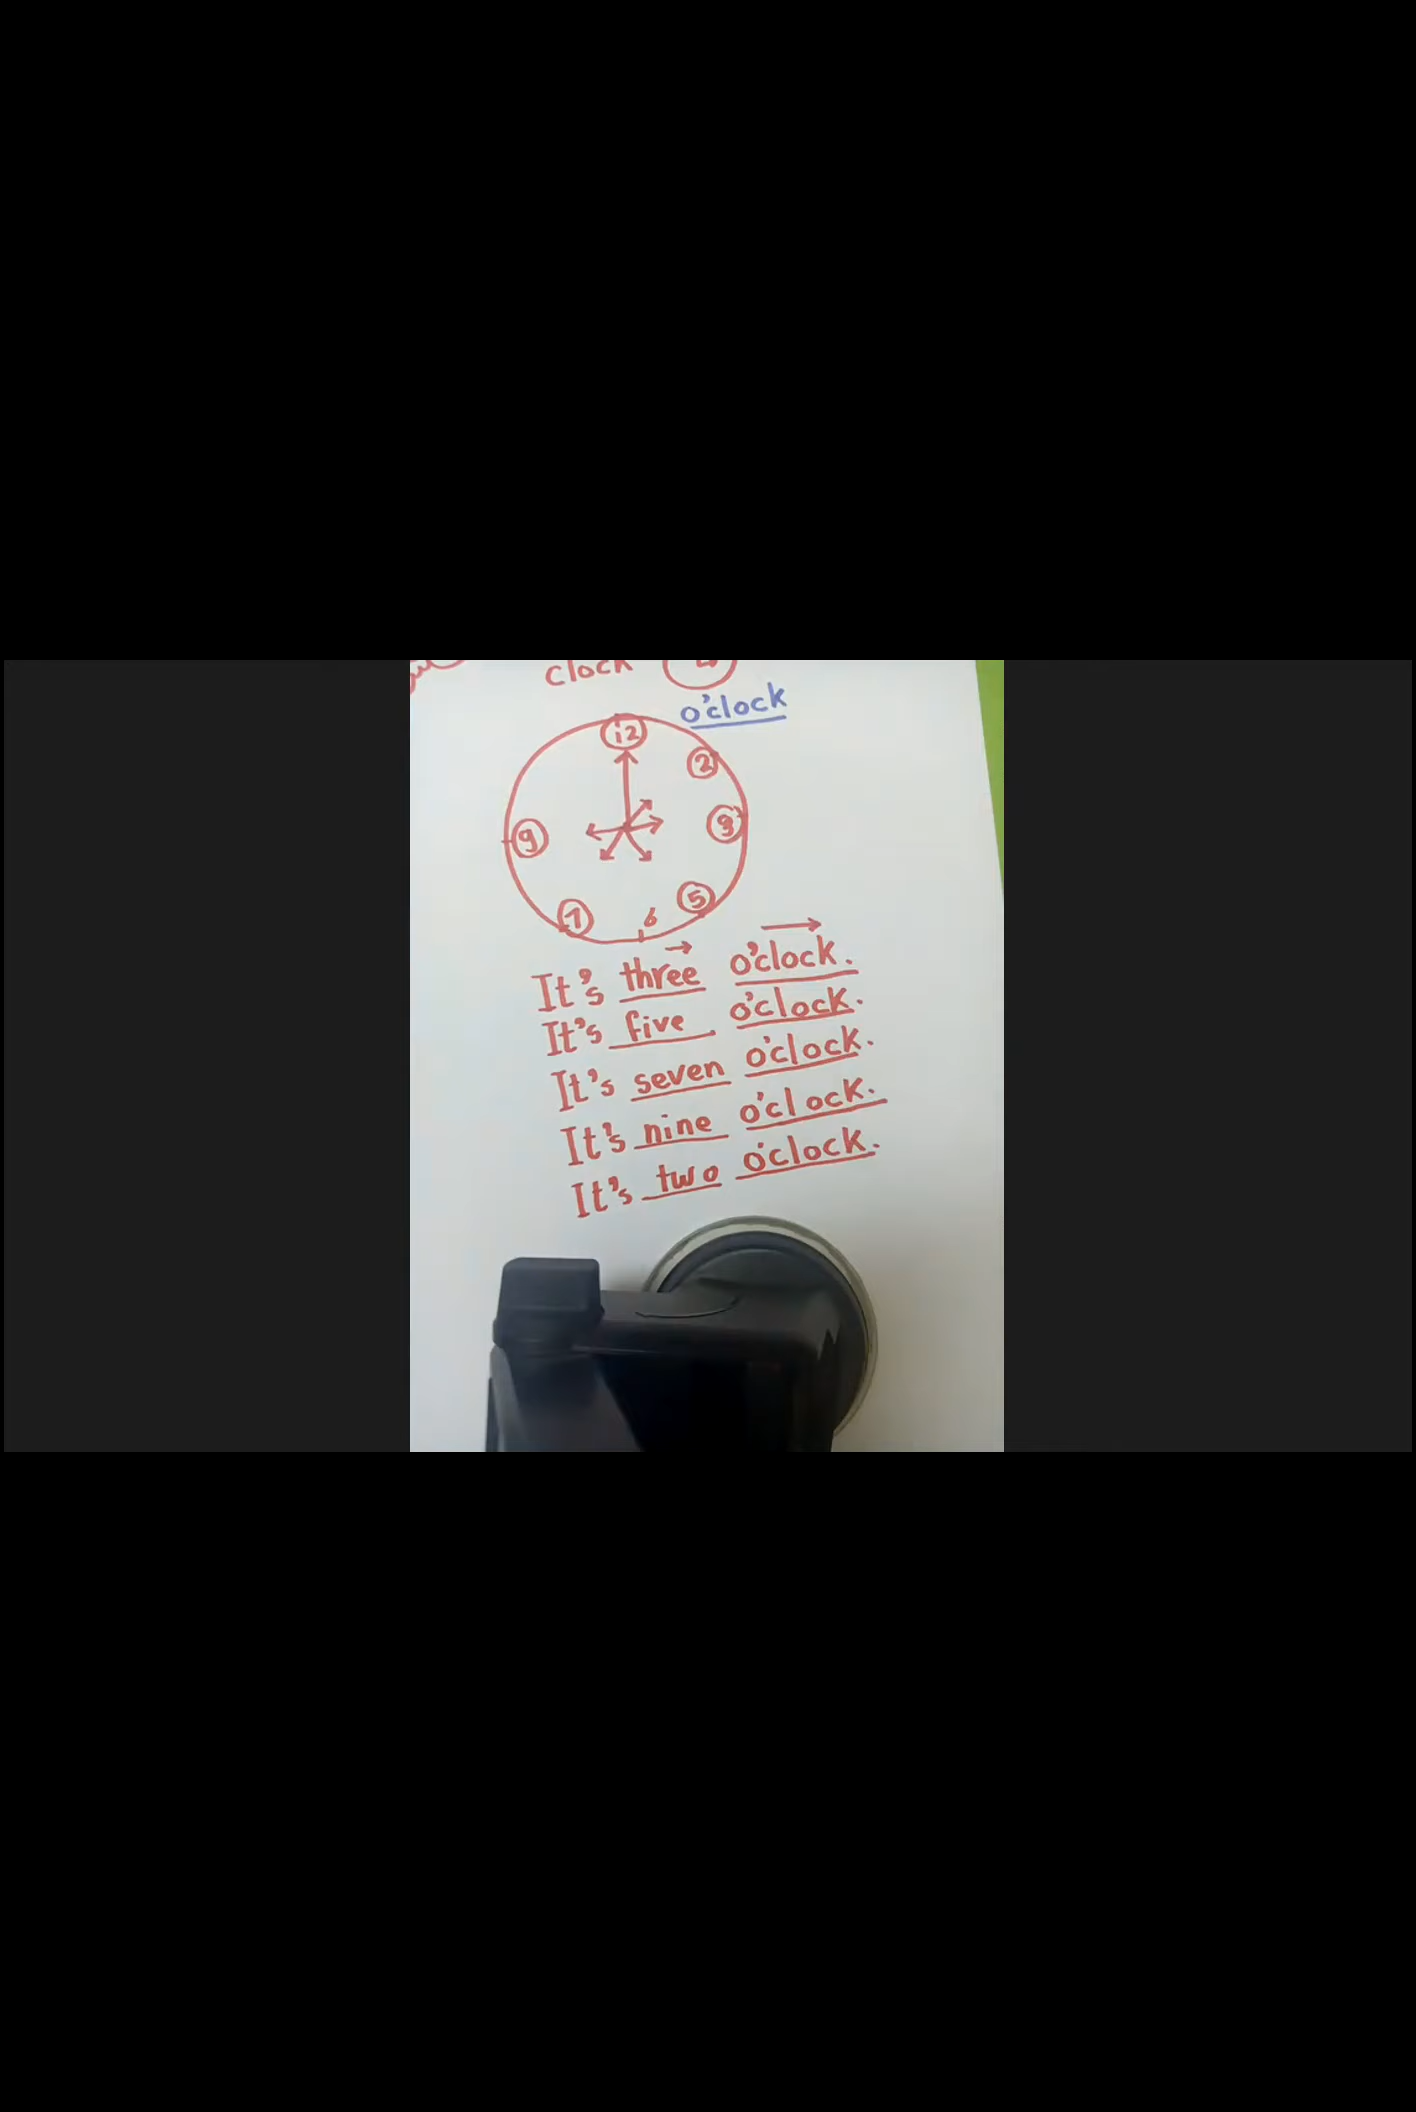 clock
o'clock
12
2
9 3
7 6 5
It's three o'clock.
It's five o'clock.
It's seven o'clock.
It's nine o'clock.
It's two o'clock.